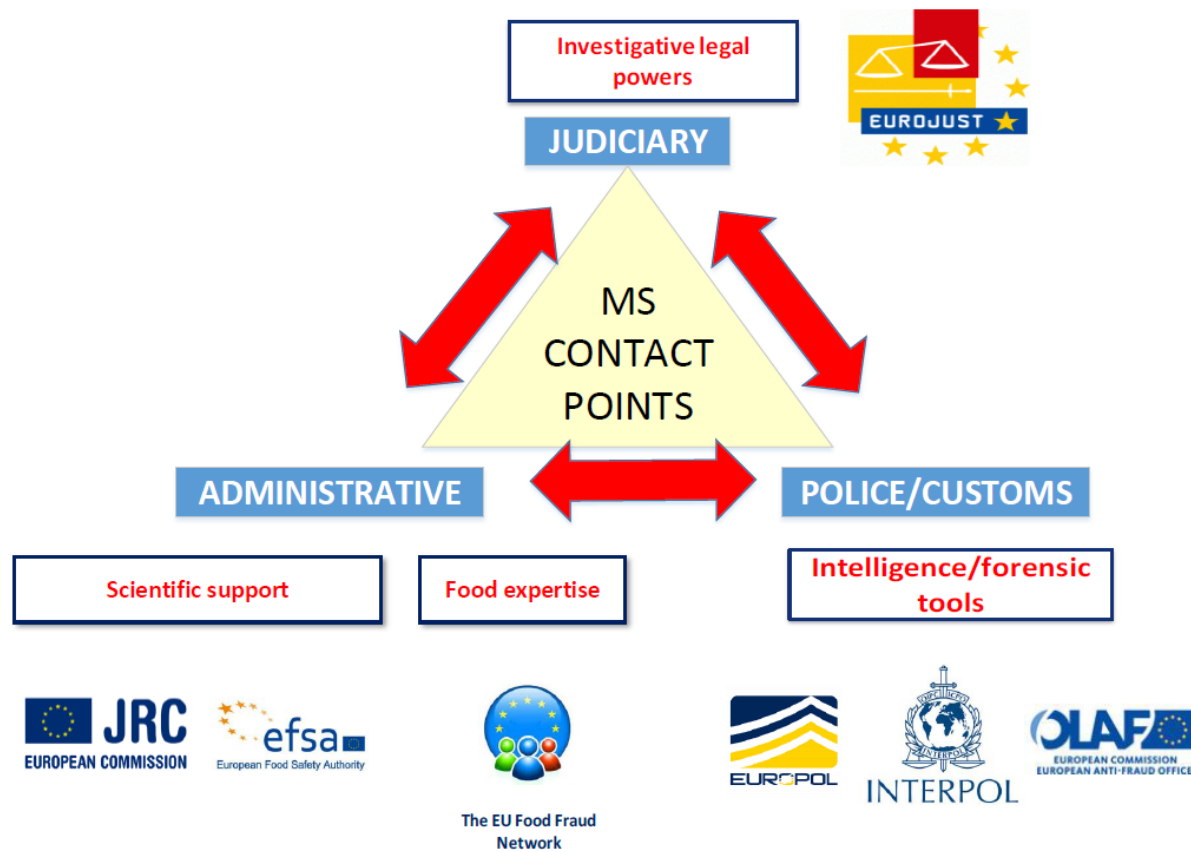 Investigative legal
powers
EUROJUST
JUDICIARY
MS
CONTACT
POINTS
ADMINISTRATIVE
POLICE/CUSTOMS
Scientific support
Food expertise
Intelligence/forensic
tools
JRC
EUROPEAN COMMISSION
efsa
European Food Safety Authority
The EU Food Fraud
Network
EUROPOL
INTERPOL
INTERPOL
OLAF
EUROPEAN COMMISSION
EUROPEAN ANTI-FRAUD OFFICE